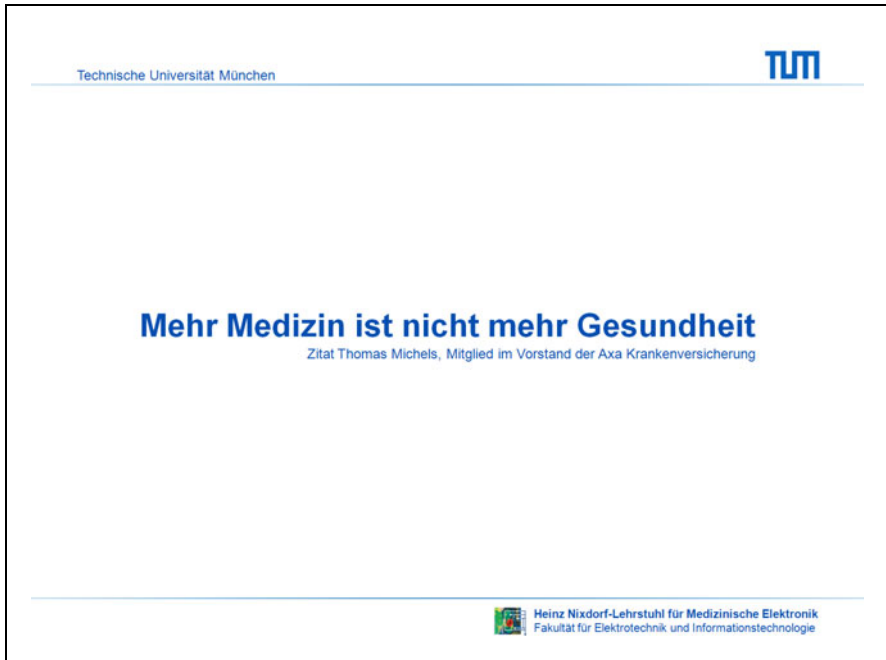 Technische Universität München
TUM
Mehr Medizin ist nicht mehr Gesundheit
Zitat Thomas Michels, Mitglied im Vorstand der Axa Krankenversicherung
Heinz Nixdorf-Lehrstuhl für Medizinische Elektronik
Fakultät für Elektrotechnik und Informationstechnologie